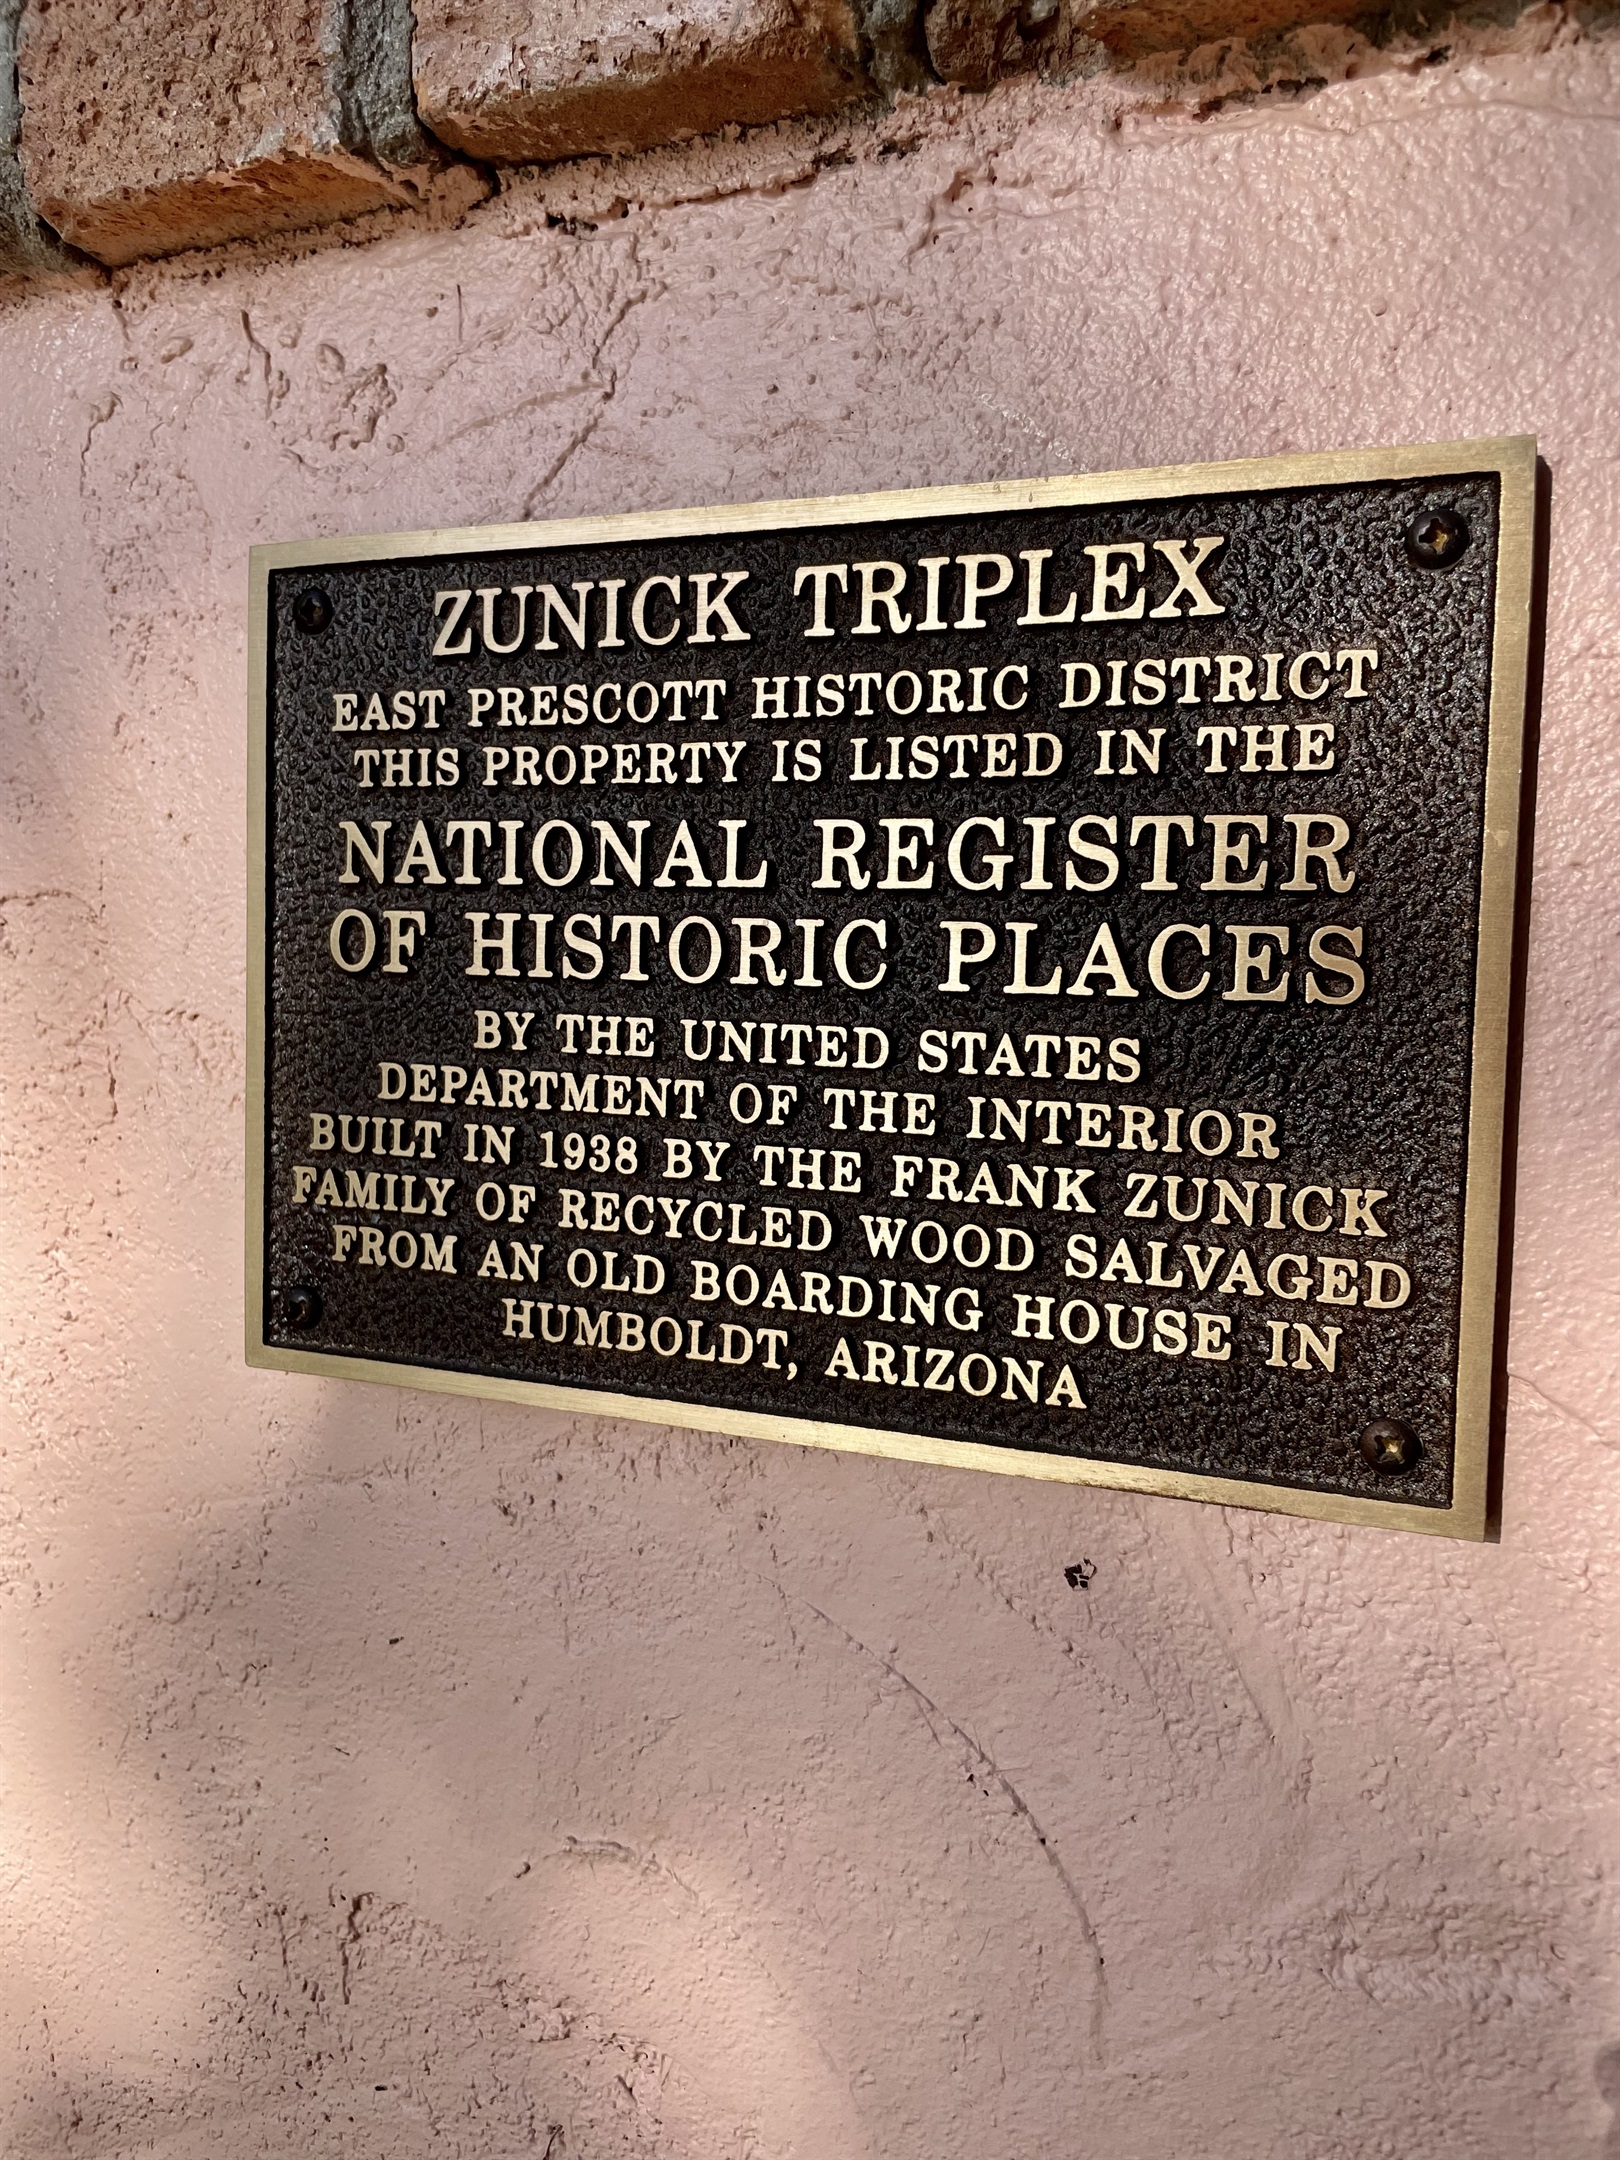 ZUNICK TRIPLEX
EAST PRESCOTT HISTORIC DISTRICT
THIS PROPERTY IS LISTED IN THE
NATIONAL REGISTER
OF HISTORIC PLACES
BY THE UNITED STATES
DEPARTMENT OF THE INTERIOR
BUILT IN 1938 BY THE FRANK ZUNICK
FAMILY OF RECYCLED WOOD SALVAGED
FROM AN OLD BOARDING HOUSE IN
HUMBOLDT, ARIZONA